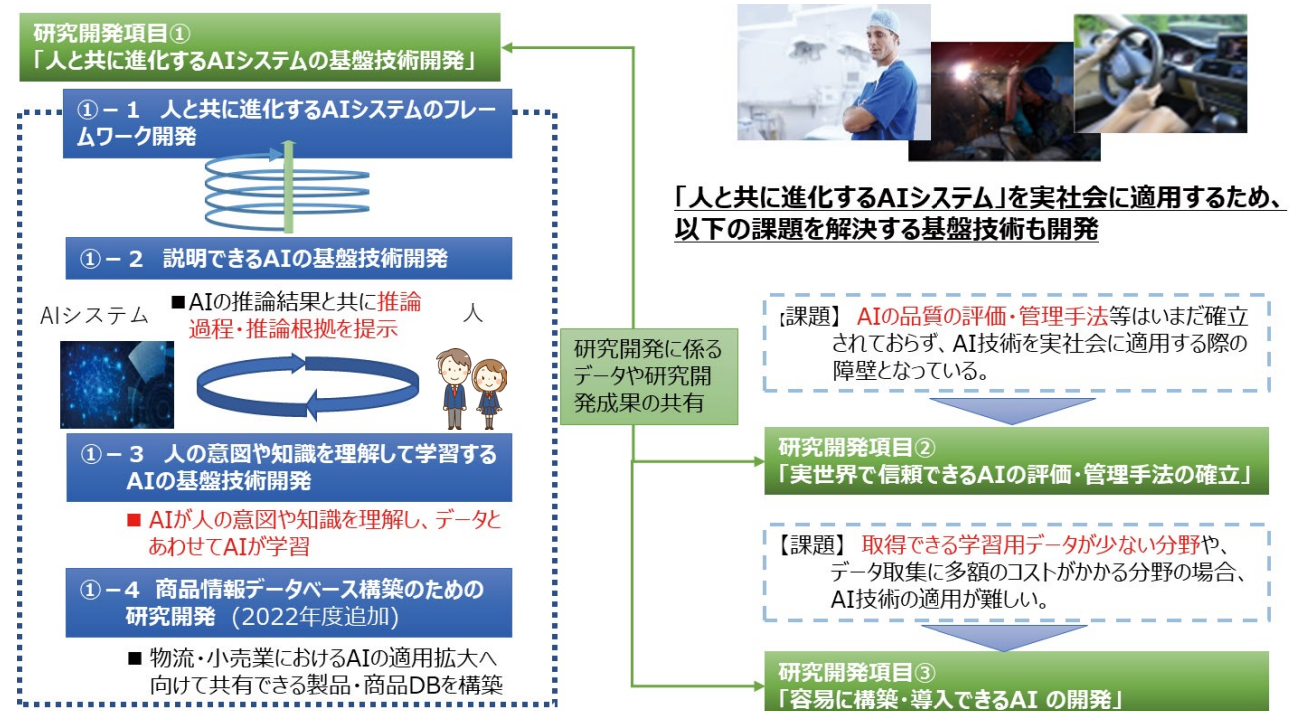 研究開発項目①
「人と共に進化するAIシステムの基盤技術開発」
①－１　人と共に進化するAIシステムのフレー
ムワーク開発
①－２　説明できるAIの基盤技術開発
AIシステム
■AIの推論結果と共に推論
過程・推論根拠を提示
人
①－３　人の意図や知識を理解して学習する
AIの基盤技術開発
■ AIが人の意図や知識を理解し、データと
あわせてAIが学習
①－4　商品情報データベース構築のための
研究開発 (2022年度追加)
■ 物流・小売業におけるAIの適用拡大へ
向けて共有できる製品・商品DBを構築
研究開発に係る
データや研究開
発成果の共有
「人と共に進化するAIシステム」を実社会に適用するため、
以下の課題を解決する基盤技術も開発
【課題】 AIの品質の評価・管理手法等はいまだ確立
されておらず、AI技術を実社会に適用する際の
障壁となっている。
研究開発項目②
「実世界で信頼できるAIの評価・管理手法の確立」
【課題】 取得できる学習用データが少ない分野や、
データ収集に多額のコストがかかる分野の場合、
AI技術の適用が難しい。
研究開発項目③
「容易に構築・導入できるAI の開発」